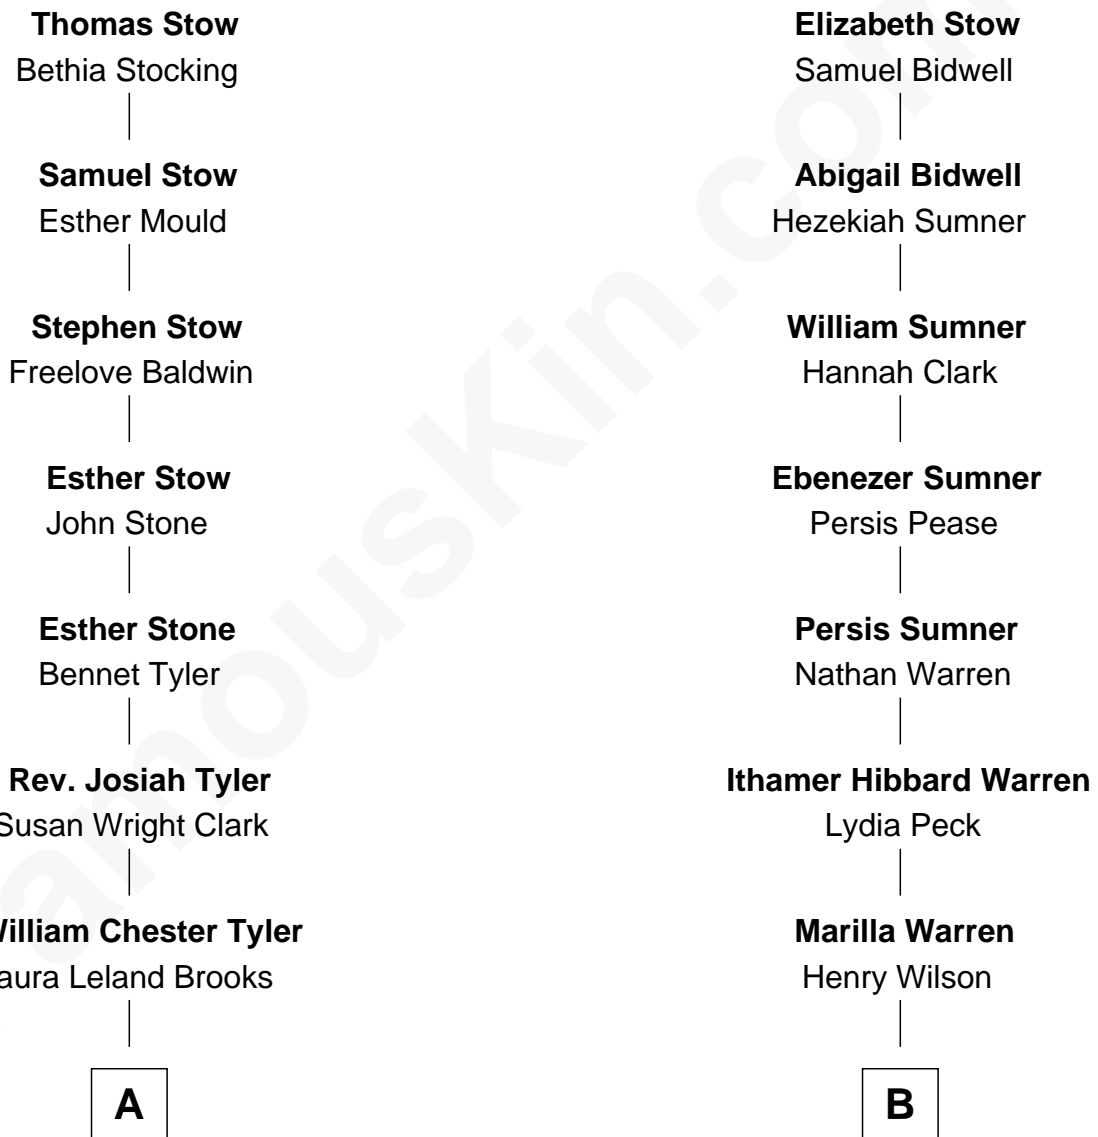 Thomas Stow
Bethia Stocking
Elizabeth Stow
Samuel Bidwell
Samuel Stow
Esther Mould
Abigail Bidwell
Hezekiah Sumner
Stephen Stow
Freelove Baldwin
William Sumner
Hannah Clark
Esther Stow
John Stone
Ebenezer Sumner
Persis Pease
Esther Stone
Bennet Tyler
Persis Sumner
Nathan Warren
Rev. Josiah Tyler
Susan Wright Clark
Ithamer Hibbard Warren
Lydia Peck
William Chester Tyler
aura Leland Brooks
Marilla Warren
Henry Wilson
A
B
amouskin.com